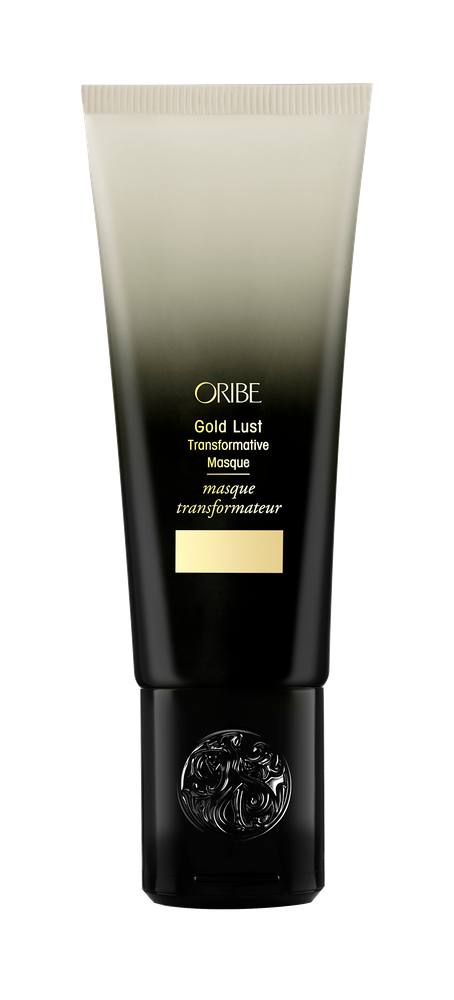 ORIBE
Gold Lust
Transformative
Masque
masque
transformateur